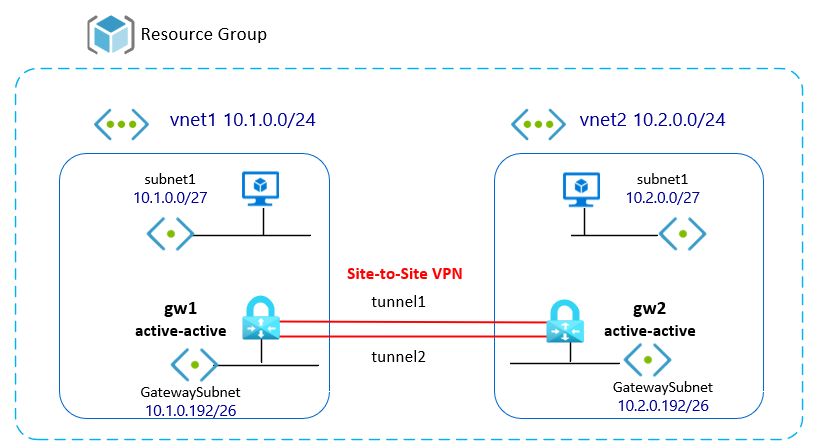 Resource Group
vnet1 10.1.0.0/24
vnet2 10.2.0.0/24
subnet1
10.1.0.0/27
subnet1
10.2.0.0/27
Site-to-Site VPN
tunnel1
gw1
active-active
gw2
active-active
tunnel2
GatewaySubnet
10.1.0.192/26
GatewaySubnet
10.2.0.192/26